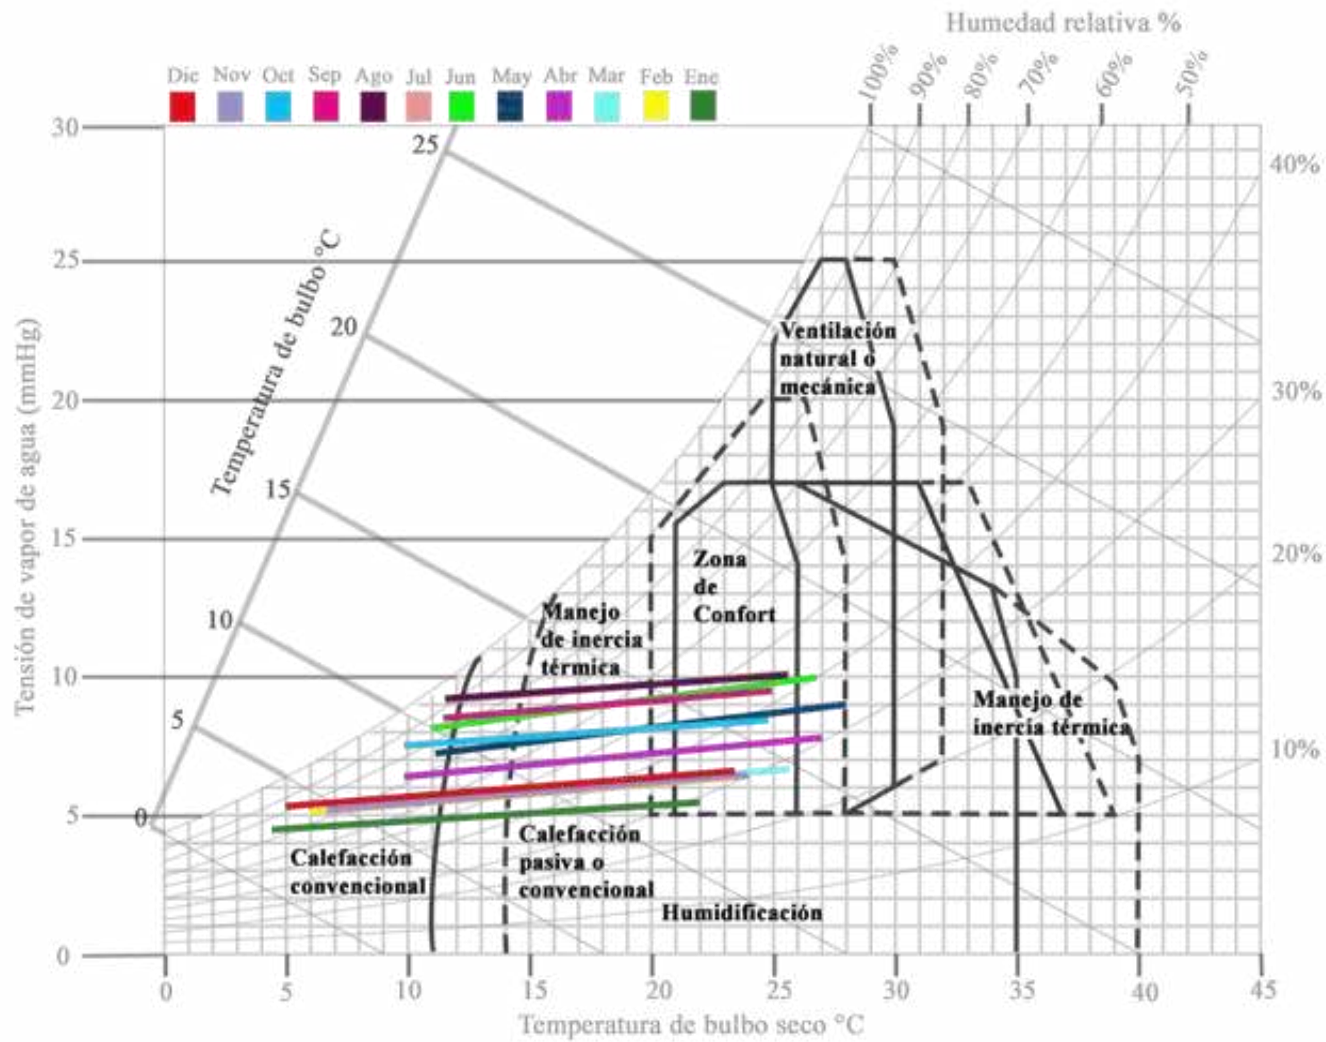 Humedad relativa %
100% 90% 80% 70% 60% 50%
Dic Nov Oct Sep Ago Jul Jun May Abr Mar Feb Ene
30
25
40%
Temperatura de bulbo °C
25
20
Ventilación
natural o
mecánica
20
30%
15
Tensión de vapor de agua (mmHg)
15
20%
Zona
de
Confort
10
Manejo
de inercia
térmica
10
Manejo de
inercia térmica
5
10%
5
0
Calefacción
pasiva o
convencional
Calefacción
convencional
Humidificación
0
0 5 10 15 20 25 30 35 40 45
Temperatura de bulbo seco °C